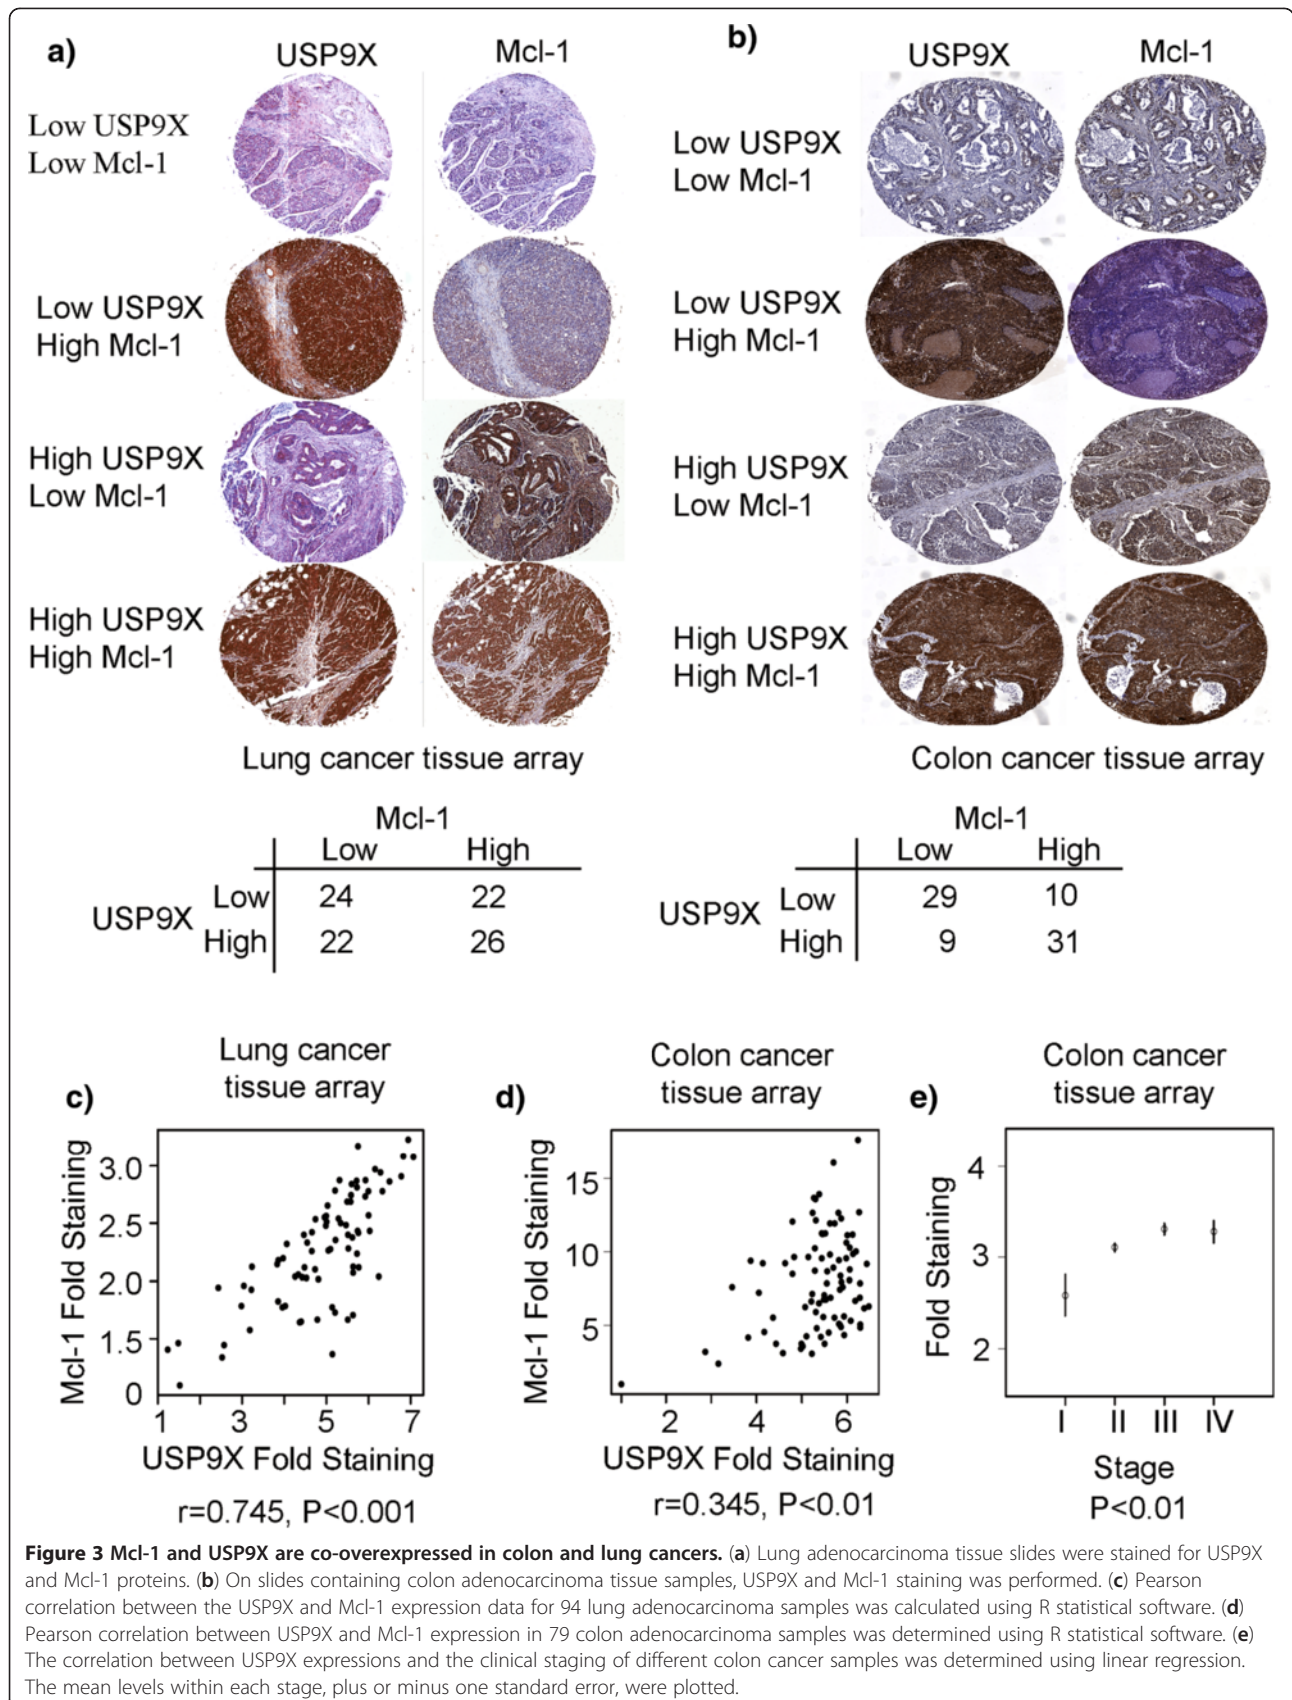 a)
USP9X Mcl-1
Low USP9X
Low Mcl-1
Low USP9X
High Mcl-1
High USP9X
Low Mcl-1
High USP9X
High Mcl-1
Lung cancer tissue array
Mcl-1
Low High
Low 24 22
USP9X
High 22 26
b)
USP9X Mcl-1
Low USP9X
Low Mcl-1
Low USP9X
High Mcl-1
High USP9X
Low Mcl-1
High USP9X
High Mcl-1
Colon cancer tissue array
Mcl-1
Low High
USP9X Low 29 10
High 9 31
Lung cancer
tissue array
c)
Mcl-1 Fold Staining
3.0
2.5
2.0
1.5
0
1 3 5 7
USP9X Fold Staining
r=0.745, P<0.001
Colon cancer
tissue array
d)
Mcl-1 Fold Staining
15
10
5
2 4 6
USP9X Fold Staining
r=0.345, P<0.01
Colon cancer
tissue array
e)
Fold Staining
4
3
2
I II III IV
Stage
P<0.01
Figure 3 Mcl-1 and USP9X are co-overexpressed in colon and lung cancers. (a) Lung adenocarcinoma tissue slides were stained for USP9X
and Mcl-1 proteins. (b) On slides containing colon adenocarcinoma tissue samples, USP9X and Mcl-1 staining was performed. (c) Pearson
correlation between the USP9X and Mcl-1 expression data for 94 lung adenocarcinoma samples was calculated using R statistical software. (d)
Pearson correlation between USP9X and Mcl-1 expression in 79 colon adenocarcinoma samples was determined using R statistical software. (e)
The correlation between USP9X expressions and the clinical staging of different colon cancer samples was determined using linear regression.
The mean levels within each stage, plus or minus one standard error, were plotted.